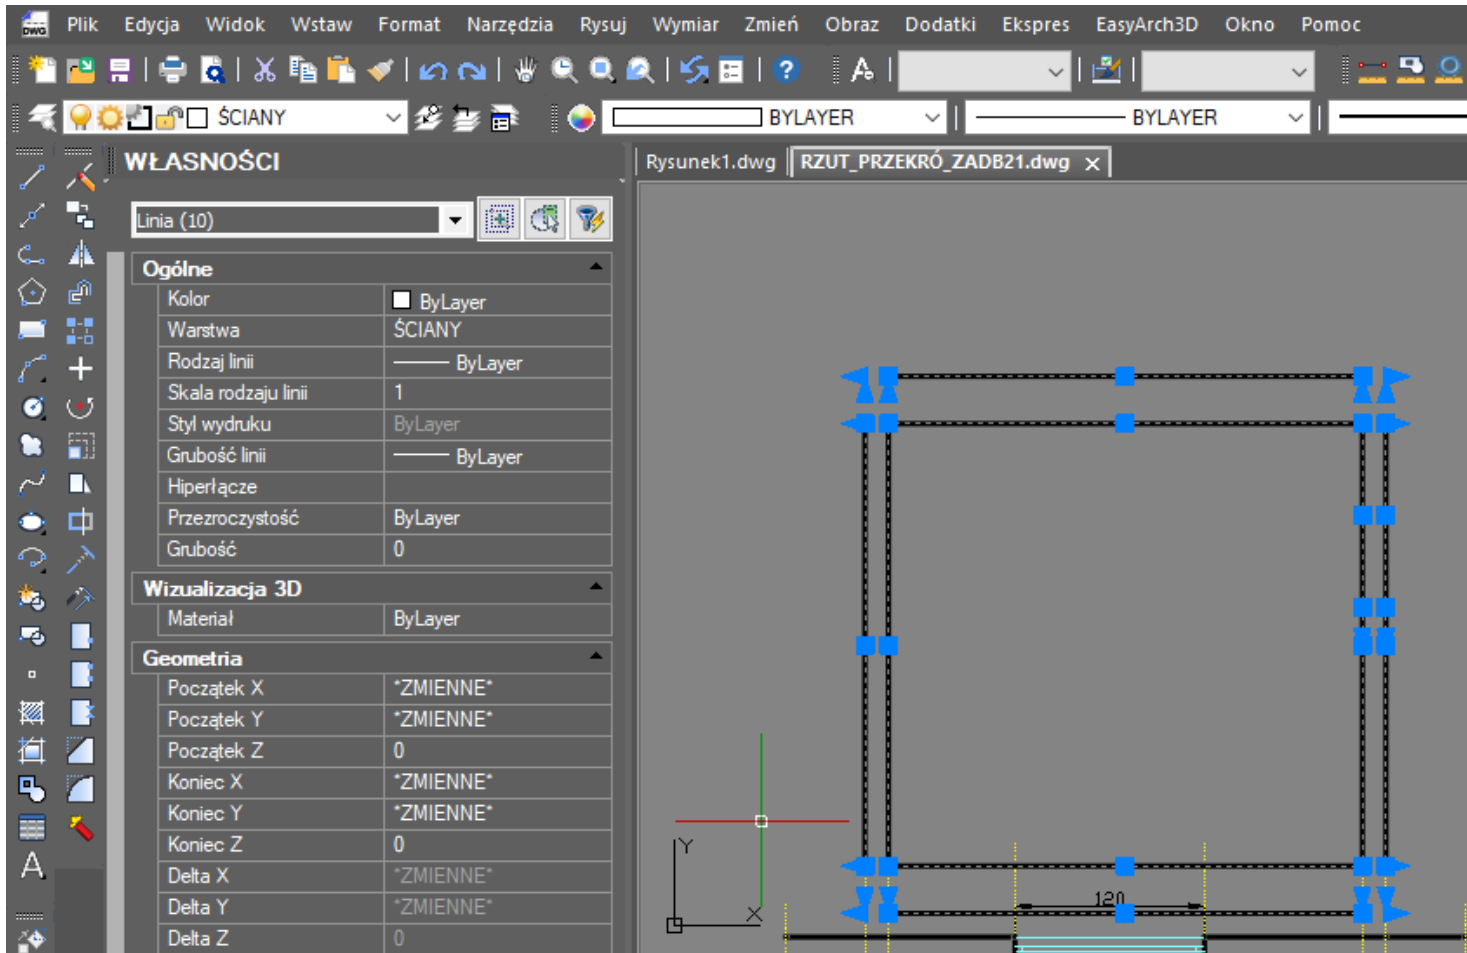 DWG Plik Edycja Widok Wstaw Format Narzędzia Rysuj Wymiar Zmień Obraz Dodatki Ekspres EasyArch3D Okno Pomoc
ŚCIANY BYLAYER BYLAYER
WŁASNOŚCI
Rysunek1.dwg RZUT_PRZEKRÓ_ZADB21.dwg
Linia (10)
Ogólne
Kolor ByLayer
Warstwa ŚCIANY
Rodzaj linii ByLayer
Skala rodzaju linii 1
Styl wydruku ByLayer
Grubość linii ByLayer
Hiperłącze
Przezroczystość ByLayer
Grubość 0
Wizualizacja 3D
Materiał ByLayer
Geometria
Początek X *ZMIENNE*
Początek Y *ZMIENNE*
Początek Z 0
Koniec X *ZMIENNE*
Koniec Y *ZMIENNE*
Koniec Z 0
Delta X *ZMIENNE*
Delta Y *ZMIENNE*
Delta Z 0
Y
X
120